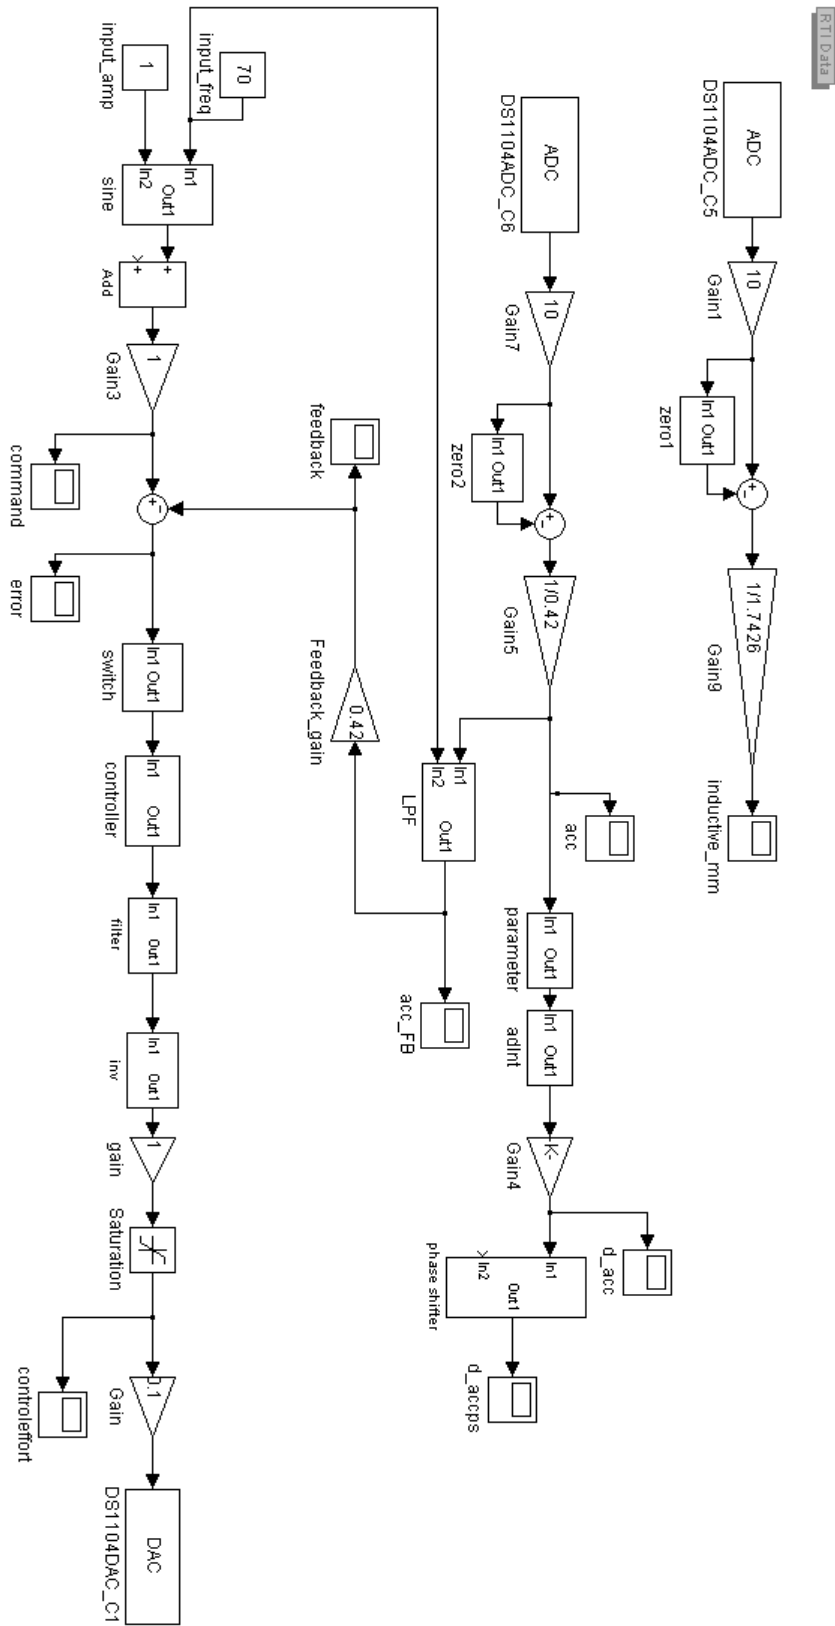 RTI Data
ADC
DS1104ADC_C5
10
Gain1
In1 Out1
zero1
+
-
1/1.7426
Gain9
inductive_mm
ADC
DS1104ADC_C6
10
Gain7
In1 Out1
zero2
+
-
1/0.42
Gain5
acc
In1 Out1
parameter
In1 Out1
adInt
-K-
Gain4
d_acc
In1
In2
Out1
phase shifter
d_accps
In1
In2
Out1
LPF
acc_FB
0.42
Feedback_gain
feedback
70
input_freq
1
input_amp
In1
In2
Out1
sine
+
+
Add
1
Gain3
command
+
-
error
In1 Out1
switch
In1 Out1
controller
In1 Out1
filter
In1 Out1
inv
1
gain
Saturation
controleffort
0.1
Gain
DAC
DS1104DAC_C1